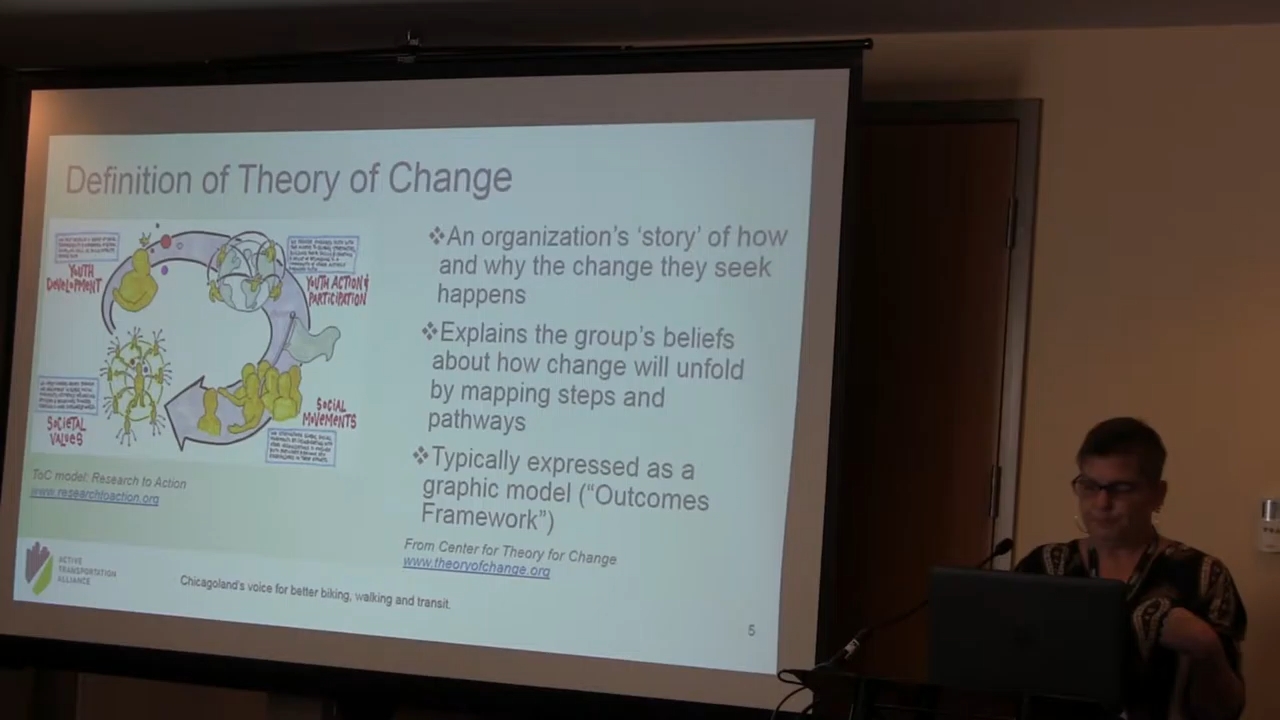 Definition of Theory of Change
YOUTH
DEVELOPMENT
YOUTH ACTION &
PARTICIPATION
SOCIAL
MOVEMENTS
SOCIETAL
VALUES
ToC model: Research to Action
www.researchtoaction.org
❖An organization's 'story' of how
and why the change they seek
happens
❖Explains the group's beliefs
about how change will unfold
by mapping steps and
pathways
❖Typically expressed as a
graphic model ("Outcomes
Framework")
From Center for Theory for Change
www.theoryofchange.org
ACTIVE
TRANSPORTATION
ALLIANCE
Chicagoland's voice for better biking, walking and transit.
5